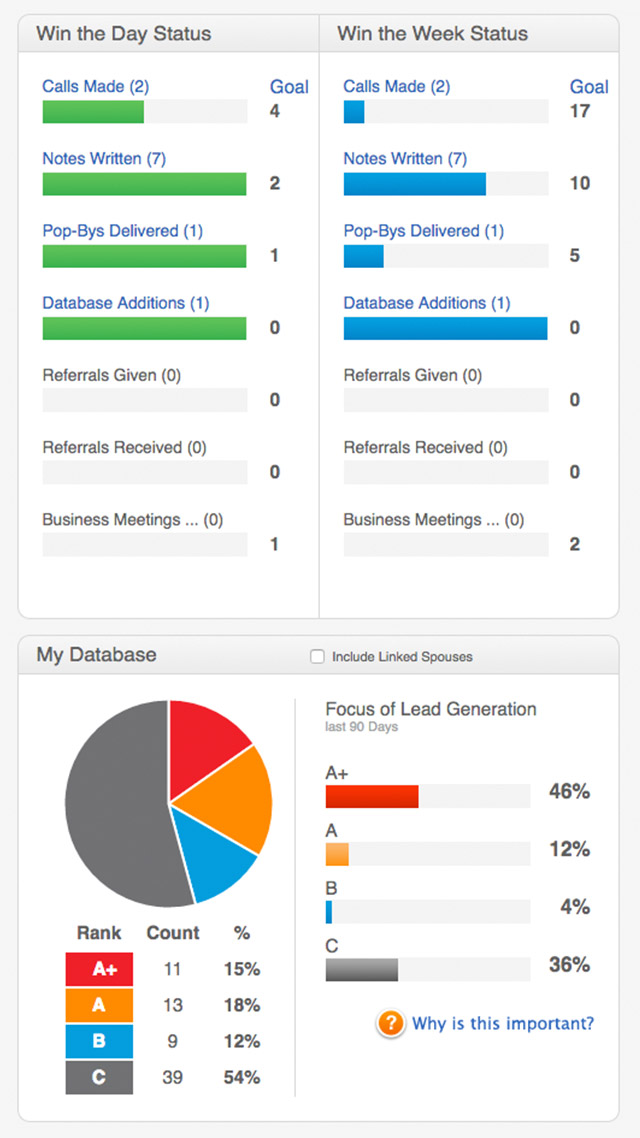 Win the Day Status
Calls Made (2) Goal
4
Notes Written (7)
2
Pop-Bys Delivered (1)
1
Database Additions (1)
0
Referrals Given (0)
0
Referrals Received (0)
0
Business Meetings ... (0)
1
Win the Week Status
Calls Made (2) Goal
17
Notes Written (7)
10
Pop-Bys Delivered (1)
5
Database Additions (1)
0
Referrals Given (0)
0
Referrals Received (0)
0
Business Meetings ... (0)
2
My Database
Include Linked Spouses
Rank Count %
A+ 11 15%
A 13 18%
B 9 12%
C 39 54%
Focus of Lead Generation
last 90 Days
A+
46%
A
12%
B
4%
C
36%
? Why is this important?